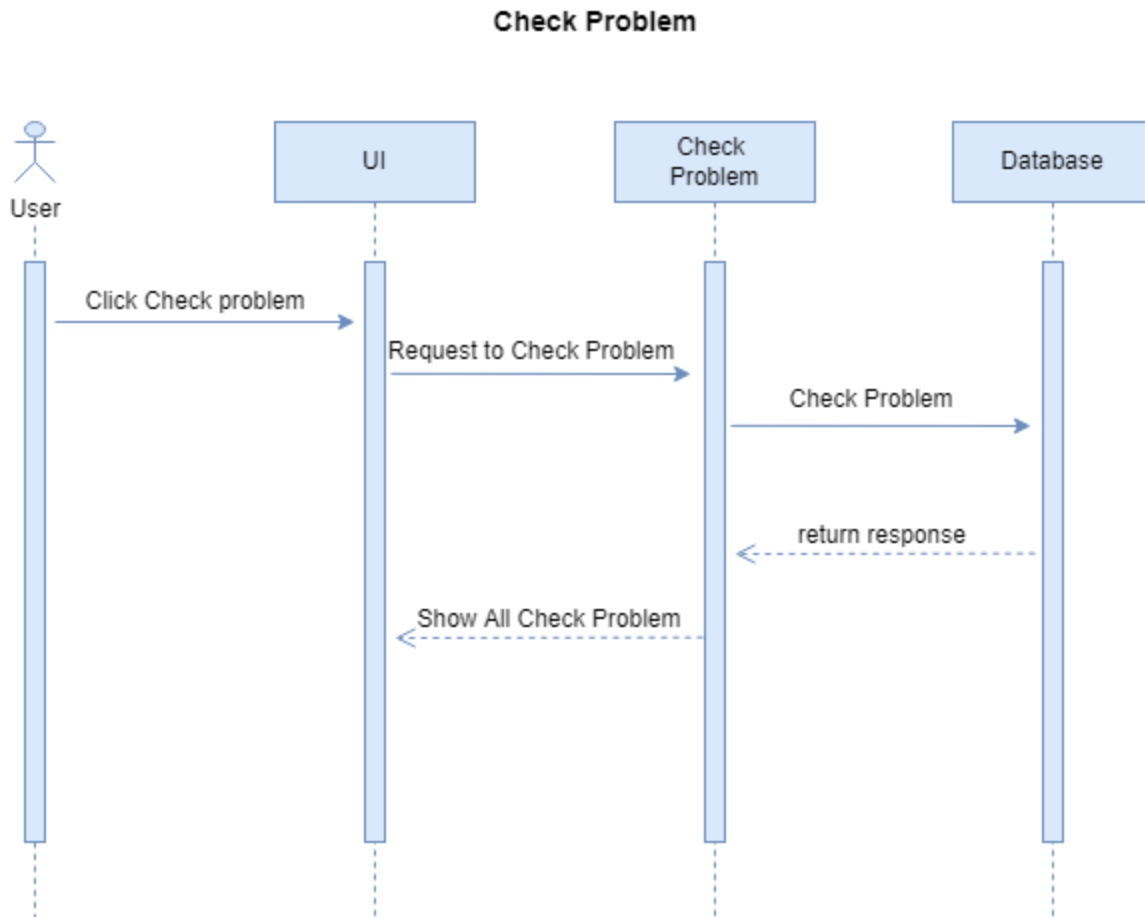 Check Problem
User
UI
Check
Problem
Database
Click Check problem
Request to Check Problem
Check Problem
return response
Show All Check Problem